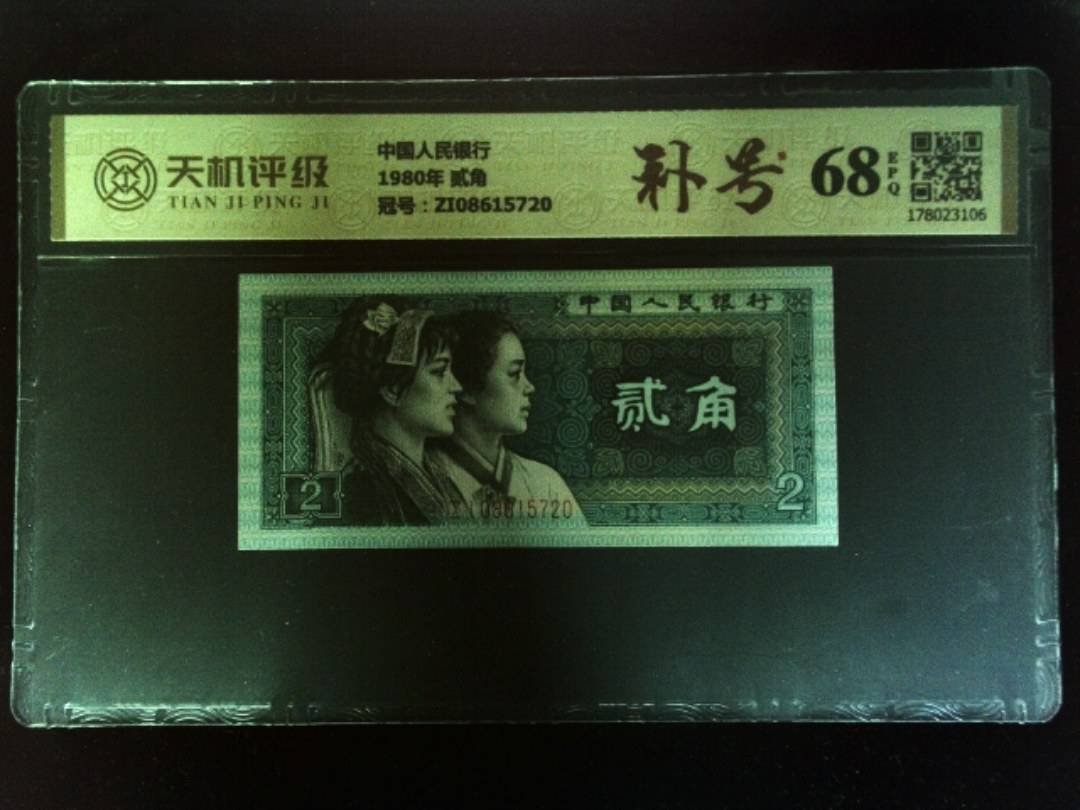 天机评级
TIAN JI PING JI
中国人民银行
1980年 贰角
冠号：ZI08615720
补号
68
EPQ
178023106
中国人民银行
贰角
2
2
ZI08615720